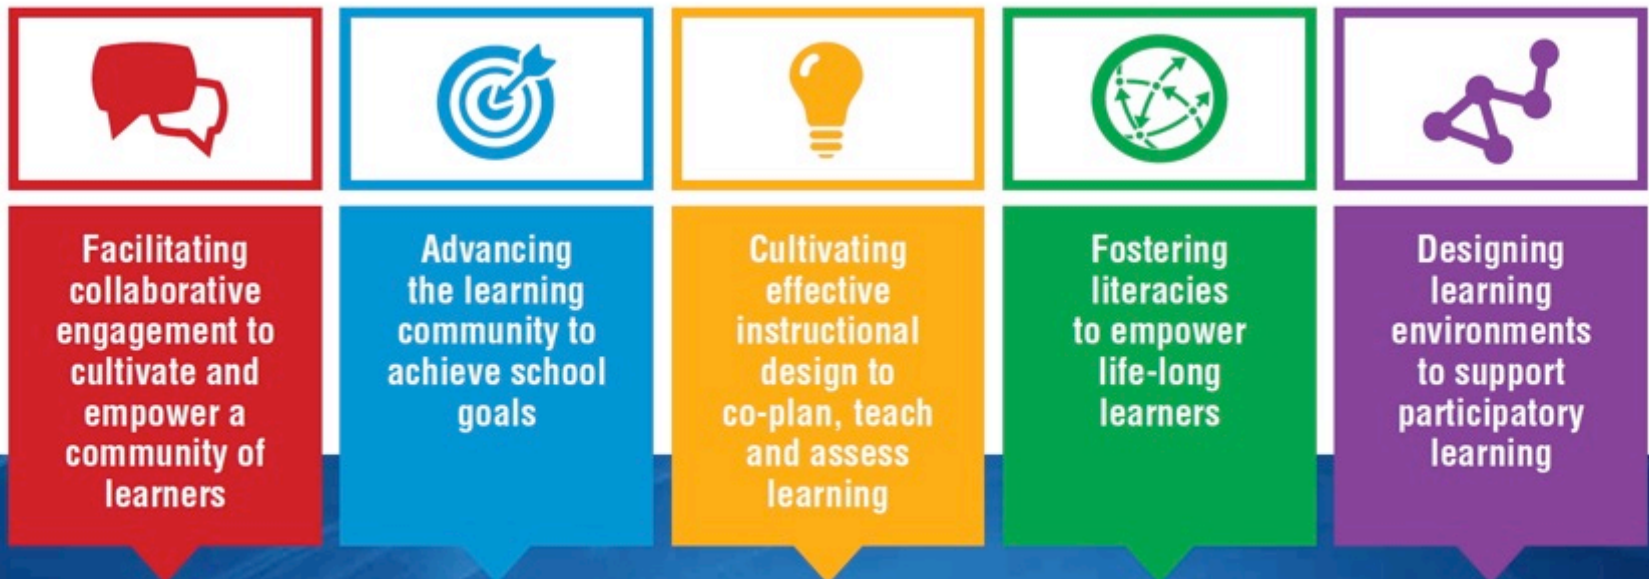 Facilitating
collaborative
engagement to
cultivate and
empower a
community of
learners
Advancing
the learning
community to
achieve school
goals
Cultivating
effective
instructional
design to
co-plan, teach
and assess
learning
Fostering
literacies
to empower
life-long
learners
Designing
learning
environments
to support
participatory
learning